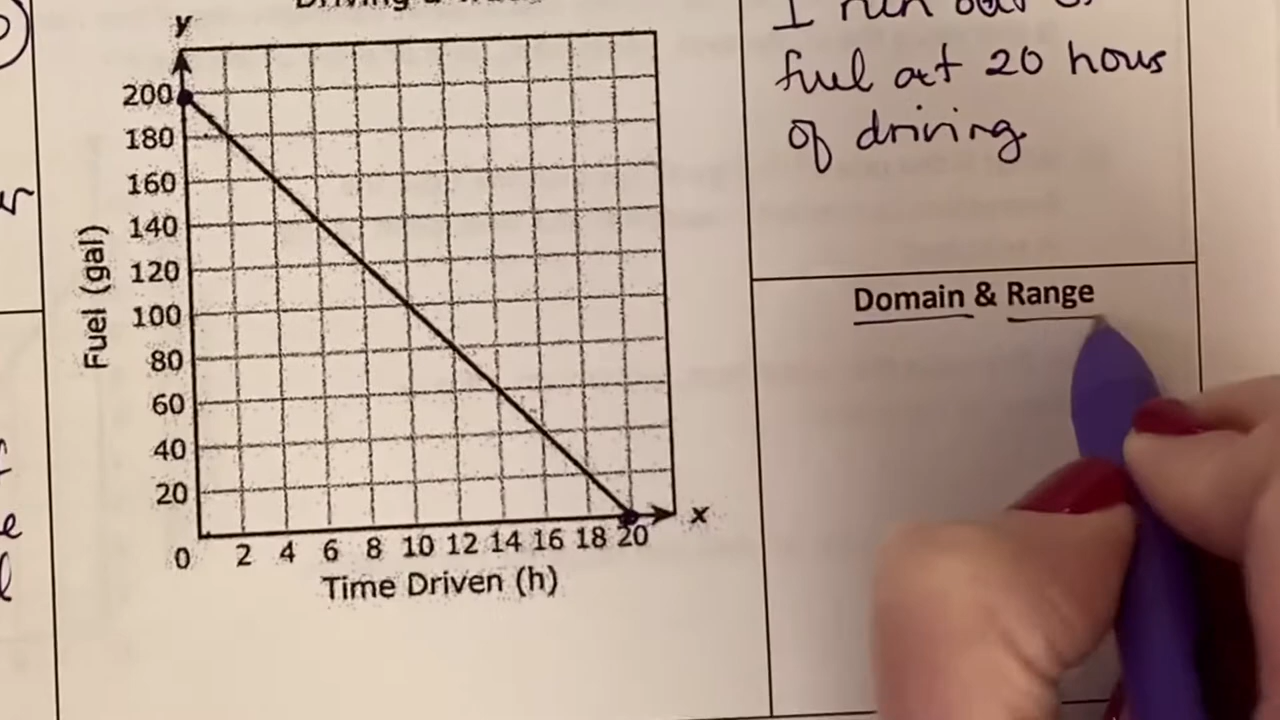 y
200
180
160
140
120
100
80
60
40
20
0
2 4 6 8 10 12 14 16 18 20
x
Fuel (gal)
Time Driven (h)
fuel at 20 hours
of driving
Domain & Range